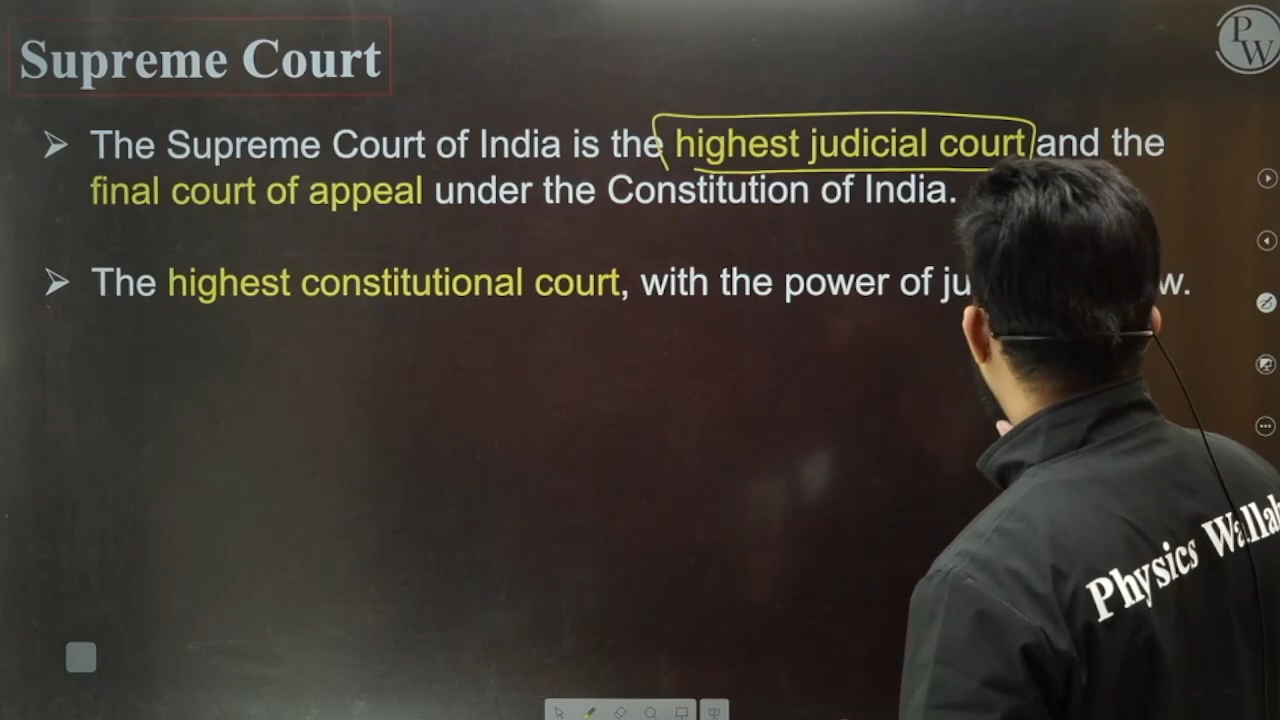 Supreme Court
PW
➢ The Supreme Court of India is the highest judicial court and the
final court of appeal under the Constitution of India.
➢ The highest constitutional court, with the power of ju w.
Physics Wallah